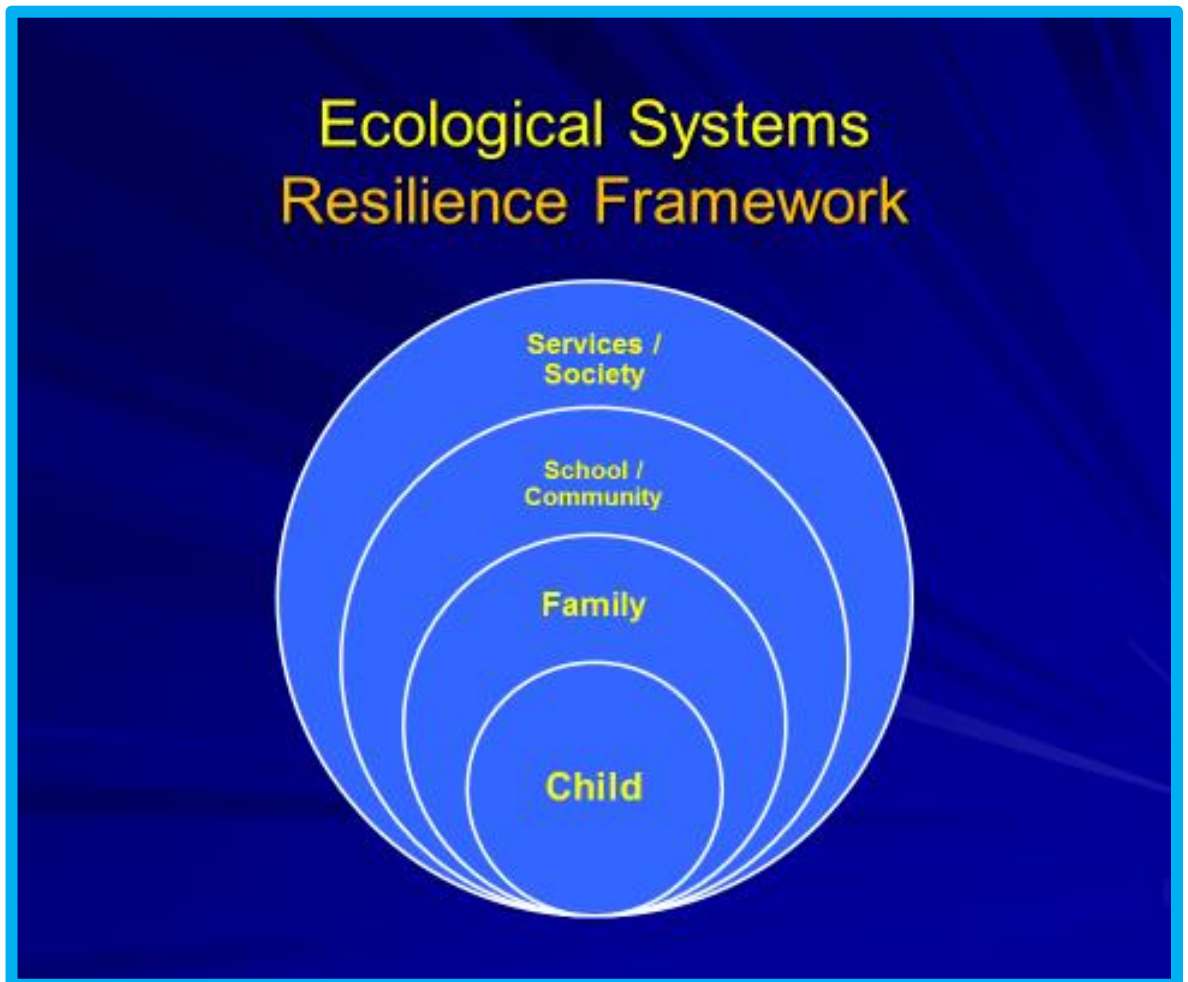 Ecological Systems
Resilience Framework
Services /
Society
School /
Community
Family
Child